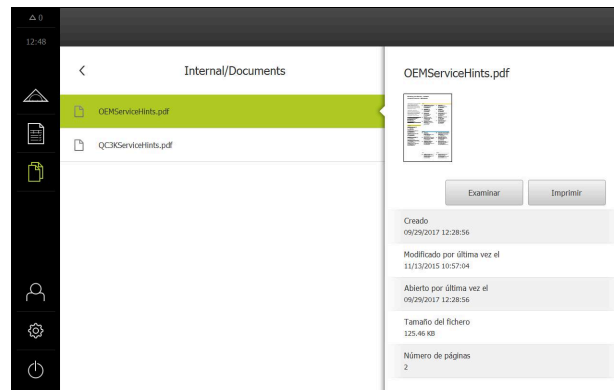 0
12:48
Internal/Documents
OEMServiceHints.pdf
QC3KServiceHints.pdf
OEMServiceHints.pdf
Examinar
Imprimir
Creado
09/29/2017 12:28:56
Modificado por última vez el
11/13/2015 10:57:04
Abierto por última vez el
09/29/2017 12:28:56
Tamaño del fichero
125.46 KB
Número de páginas
2